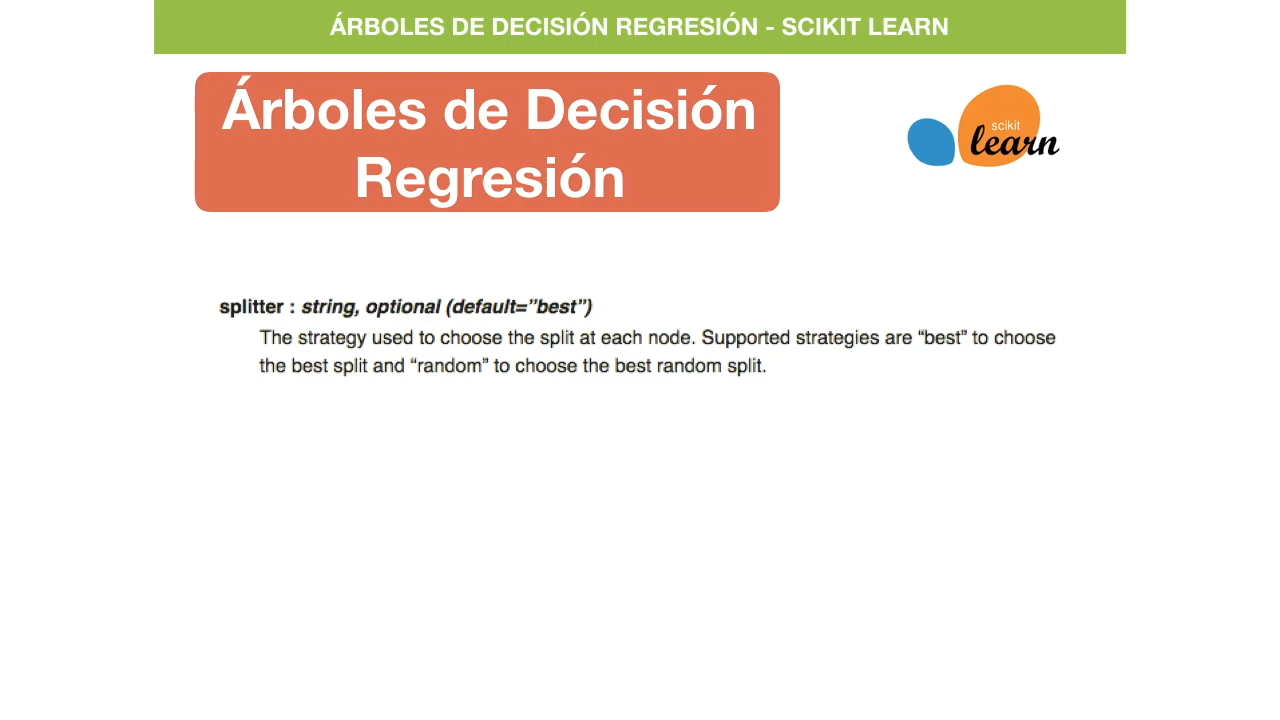 ÁRBOLES DE DECISIÓN REGRESIÓN - SCIKIT LEARN
Árboles de Decisión
Regresión
scikit
learn
splitter : string, optional (default=”best”)
The strategy used to choose the split at each node. Supported strategies are “best” to choose
the best split and “random” to choose the best random split.